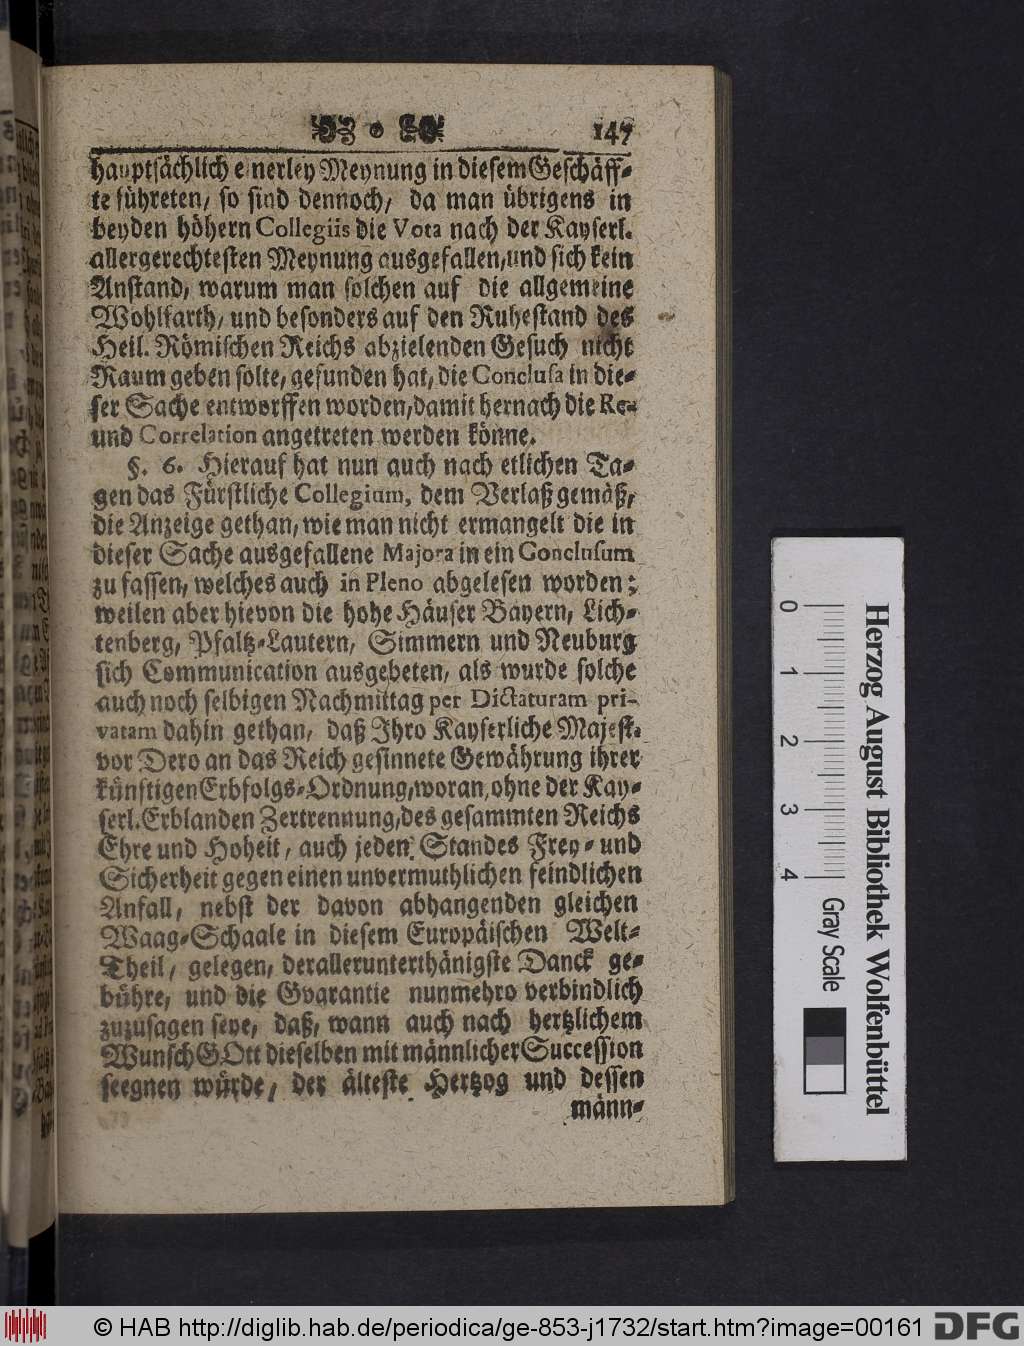 147
hauptsächlich einerley Meynung in diesem Geschäff-
te führeten, so sind dennoch, da man übrigens in
beyden höhern Collegiis die Vota nach der Kayserl.
allergerechtesten Meynung ausgefallen, und sich kein
Anstand, warum man solchen auf die allgemeine
Wohlfarth, und besonders auf den Ruhestand des
Heil. Römischen Reichs abzielenden Gesuch nicht
Raum geben solte, gefunden hat, die Conclusa in die-
ser Sache entworffen worden, damit hernach die Re-
und Correlation angetreten werden könne.
§. 6. Hierauf hat nun auch nach etlichen Ta-
gen das Fürstliche Collegium, dem Verlaß gemäß,
die Anzeige gethan, wie man nicht ermangelt die in
dieser Sache ausgefallene Majora in ein Conclusum
zu fassen, welches auch in Pleno abgelesen worden;
weilen aber hievon die hohe Häuser Bayern, Lich-
tenberg, Pfaltz-Lautern, Simmern und Neuburg
sich Communication ausgebeten, als wurde solche
auch noch selbigen Nachmittag per Dictaturam pri-
vatam dahin gethan, daß Ihro Kayserliche Majest.
vor Dero an das Reich gesinnete Gewährung ihrer
künftigen Erbfolgs-Ordnung, woran, ohne der Kay-
serl. Erblanden Zertrennung, des gesammten Reichs
Ehre und Hoheit, auch jeden Standes Frey- und
Sicherheit gegen einen unvermuthlichen feindlichen
Anfall, nebst der davon abhangenden gleichen
Waag-Schaale in diesem Europäischen Welt-
Theil, gelegen, der allerunterthänigste Danck ge-
bühre, und die Gvarantie nunmehro verbindlich
zuzusagen seye, daß, wann auch nach hertzlichem
Wunsch GOtt dieselben mit männlicher Succession
seegnen würde, der älteste Hertzog und dessen
männ-
0 1 2 3 4
Gray Scale
Herzog August Bibliothek Wolfenbüttel
© HAB http://diglib.hab.de/periodica/ge-853-j1732/start.htm?image=00161
DFG